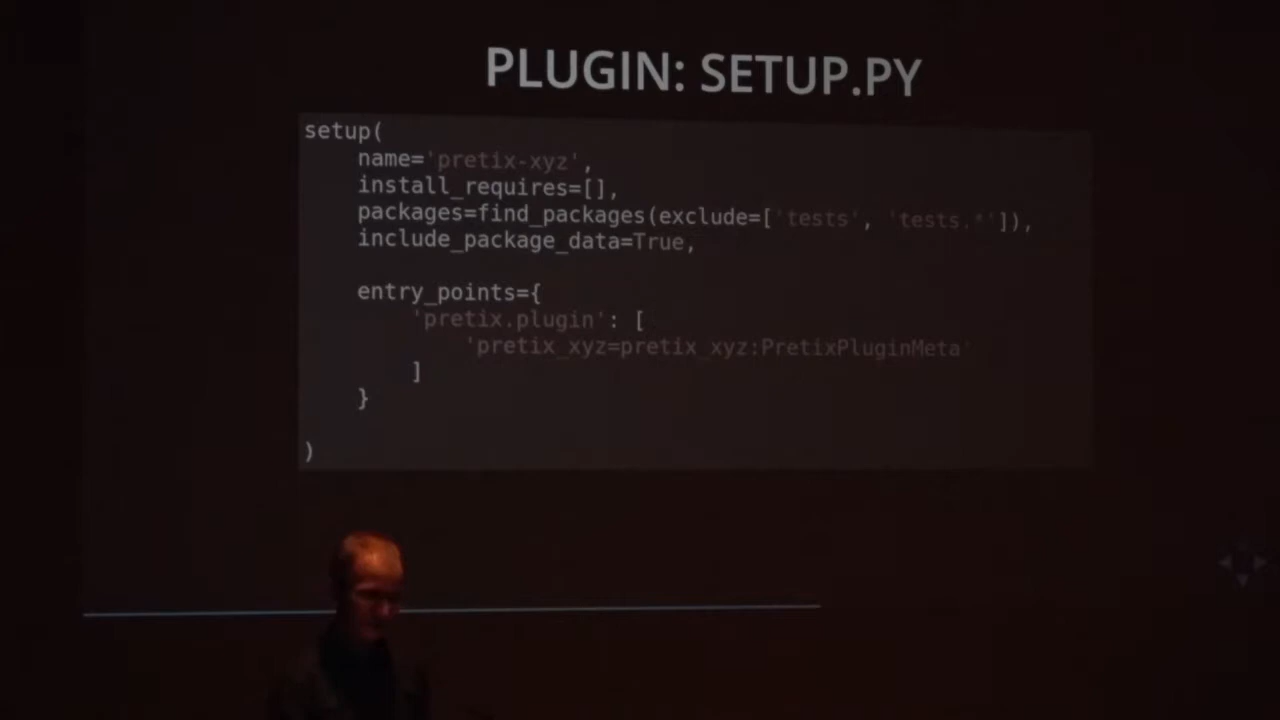 PLUGIN: SETUP.PY
setup(
    name='pretix-xyz',
    install_requires=[],
    packages=find_packages(exclude=['tests', 'tests.*']),
    include_package_data=True,
    entry_points={
        'pretix.plugin': [
            'pretix_xyz=pretix_xyz:PretixPluginMeta'
        ]
    }
)